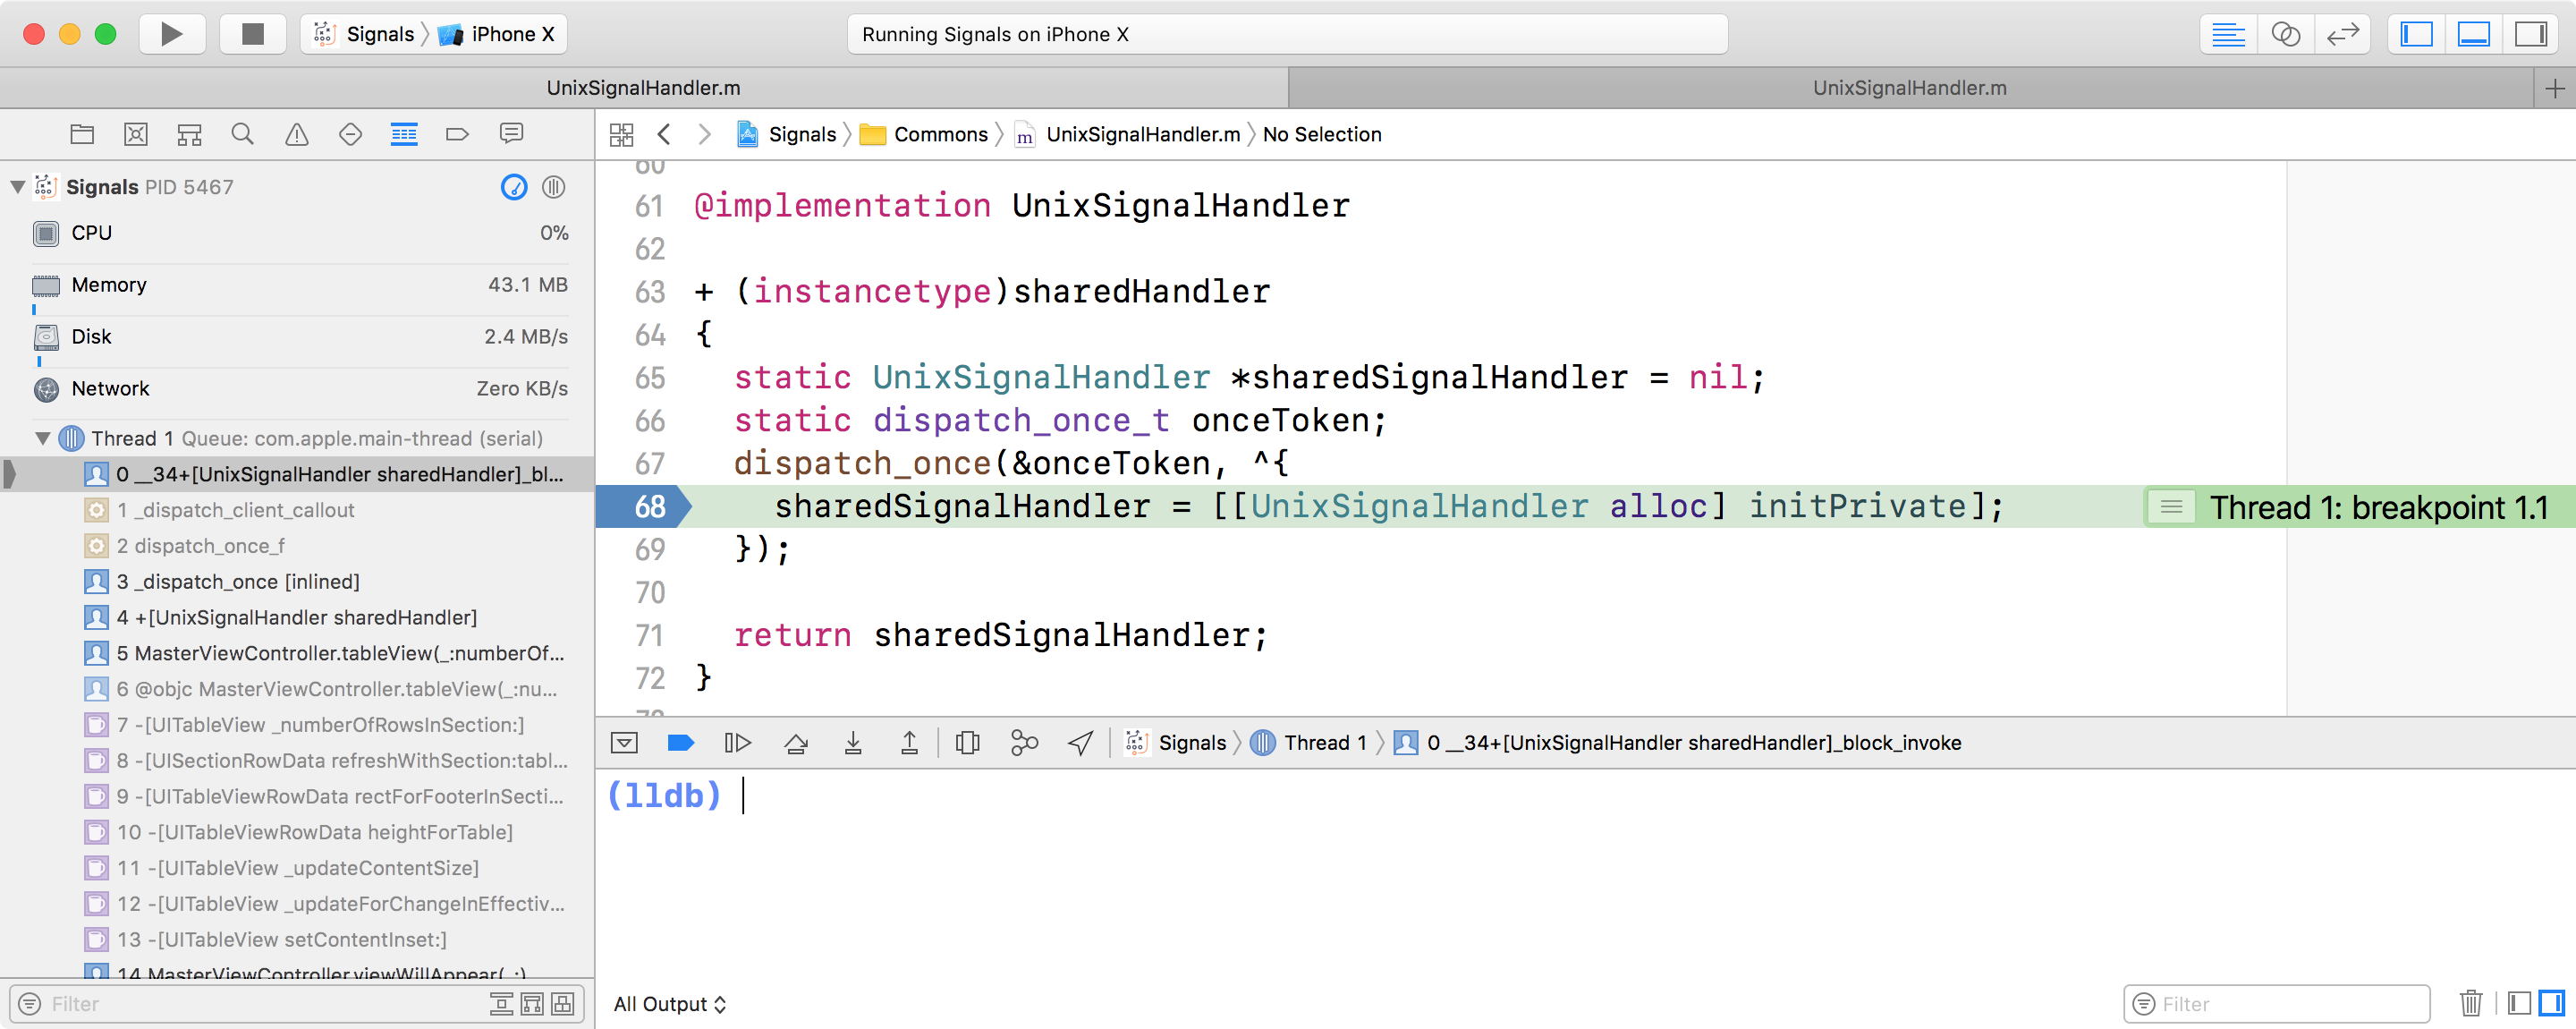 Signals 〉 iPhone X
Running Signals on iPhone X
UnixSignalHandler.m
UnixSignalHandler.m
Signals 〉 Commons 〉 m UnixSignalHandler.m 〉 No Selection
Signals PID 5467
CPU 0%
Memory 43.1 MB
Disk 2.4 MB/s
Network Zero KB/s
Thread 1 Queue: com.apple.main-thread (serial)
0 __34+[UnixSignalHandler sharedHandler]_bl...
1 _dispatch_client_callout
2 dispatch_once_f
3 _dispatch_once [inlined]
4 +[UnixSignalHandler sharedHandler]
5 MasterViewController.tableView(_:numberOf...
6 @objc MasterViewController.tableView(_:nu...
7 -[UITableView _numberOfRowsInSection:]
8 -[UISectionRowData refreshWithSection:tabl...
9 -[UITableViewRowData rectForFooterInSecti...
10 -[UITableViewRowData heightForTable]
11 -[UITableView _updateContentSize]
12 -[UITableView _updateForChangeInEffectiv...
13 -[UITableView setContentInset:]
14 MasterViewController.viewWillAppear(_:)
Filter
60
61 @implementation UnixSignalHandler
62
63 + (instancetype)sharedHandler
64 {
65 static UnixSignalHandler *sharedSignalHandler = nil;
66 static dispatch_once_t onceToken;
67 dispatch_once(&onceToken, ^{
68 sharedSignalHandler = [[UnixSignalHandler alloc] initPrivate];
Thread 1: breakpoint 1.1
69 });
70
71 return sharedSignalHandler;
72 }
Signals 〉 Thread 1 〉 0 __34+[UnixSignalHandler sharedHandler]_block_invoke
(lldb)
All Output
Filter